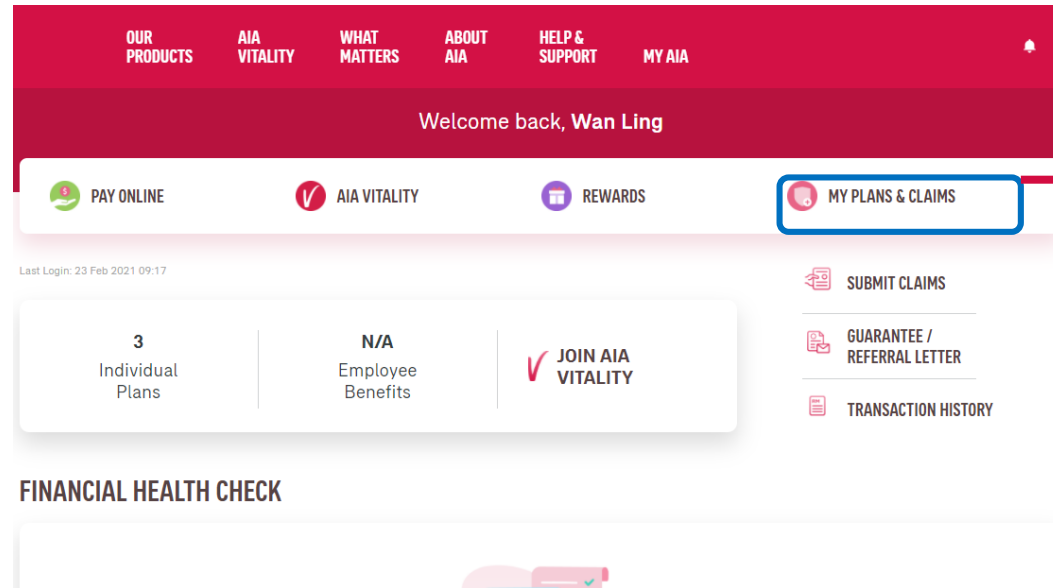 OUR PRODUCTS
AIA VITALITY
WHAT MATTERS
ABOUT AIA
HELP & SUPPORT
MY AIA
Welcome back, Wan Ling
PAY ONLINE
AIA VITALITY
REWARDS
MY PLANS & CLAIMS
Last Login: 23 Feb 2021 09:17
3
Individual
Plans
N/A
Employee
Benefits
JOIN AIA
VITALITY
SUBMIT CLAIMS
GUARANTEE /
REFERRAL LETTER
TRANSACTION HISTORY
FINANCIAL HEALTH CHECK